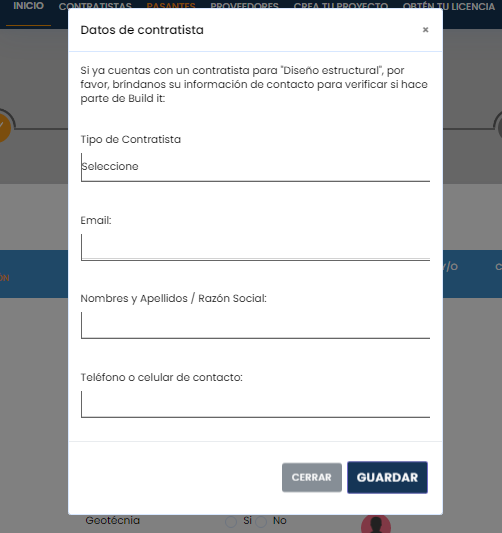 INICIO CONTRATISTAS PASANTES PROVEEDORES CREA TU PROYECTO OBTÉN TU LICENCIA
Datos de contratista
×
Si ya cuentas con un contratista para "Diseño estructural", por
favor, bríndanos su información de contacto para verificar si hace
parte de Build it:
Tipo de Contratista
Seleccione
Email:
Y/O
Nombres y Apellidos / Razón Social:
Teléfono o celular de contacto:
CERRAR GUARDAR
Geotécnia Si No